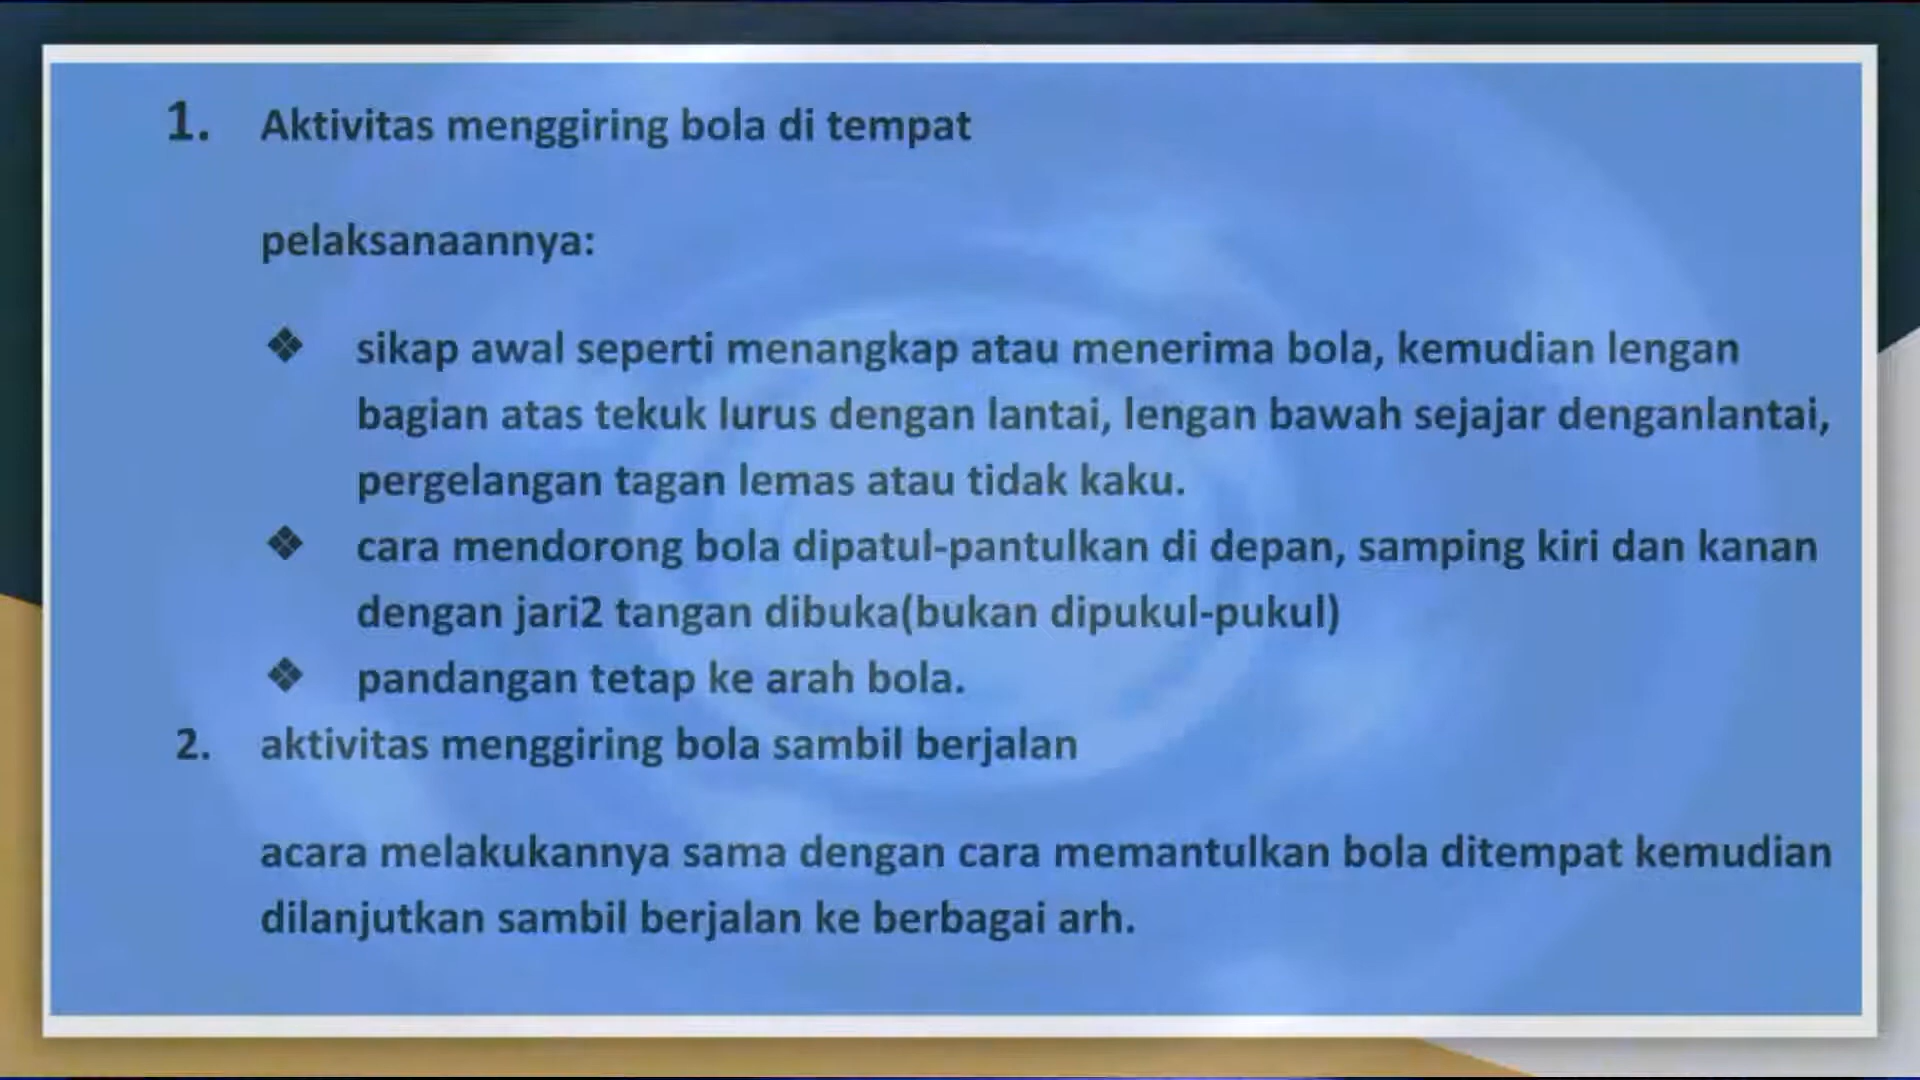 1. Aktivitas menggiring bola di tempat
pelaksanaannya:
❖ sikap awal seperti menangkap atau menerima bola, kemudian lengan
bagian atas tekuk lurus dengan lantai, lengan bawah sejajar denganlantai,
pergelangan tagan lemas atau tidak kaku.
❖ cara mendorong bola dipatul-pantulkan di depan, samping kiri dan kanan
dengan jari2 tangan dibuka(bukan dipukul-pukul)
❖ pandangan tetap ke arah bola.
2. aktivitas menggiring bola sambil berjalan
acara melakukannya sama dengan cara memantulkan bola ditempat kemudian
dilanjutkan sambil berjalan ke berbagai arh.